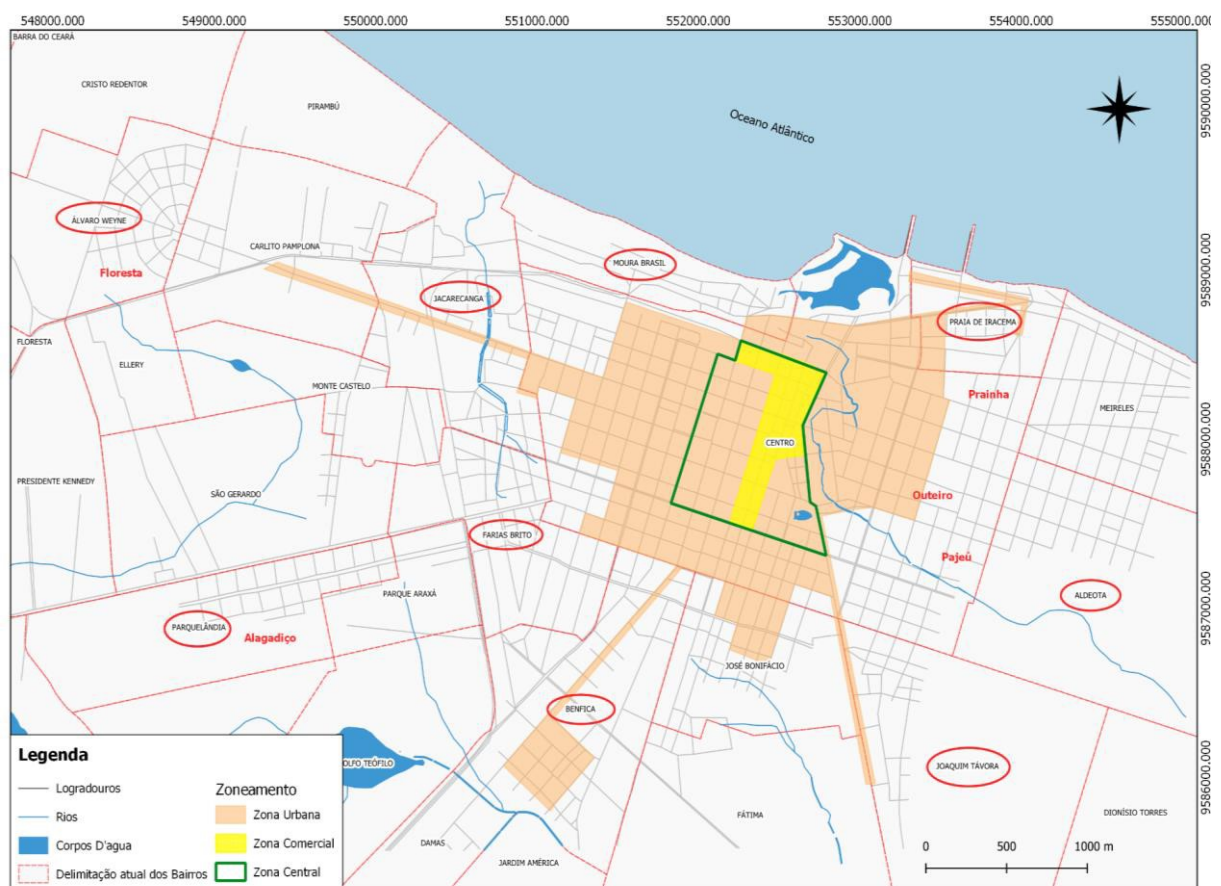 548000.000 549000.000 550000.000 551000.000 552000.000 553000.000 554000.000 555000.000
BARRA DO CEARÁ
CRISTO REDENTOR
PIRAMBÚ
Oceano Atlântico
9590000.000
ÁLVARO WEYNE
CARLITO PAMPLONA
MOURA BRASIL
Floresta
JACARECANGA
9589000.000
PRAIA DE IRACEMA
FLORESTA
ELLERY
MONTE CASTELO
Prainha
MEIRELES
CENTRO
9588000.000
PRESIDENTE KENNEDY
SÃO GERARDO
Outeiro
FARIAS BRITO
Pajeú
PARQUE ARAXÁ
ALDEOTA
9587000.000
PARQUELÂNDIA
Alagadiço
JOSÉ BONIFÁCIO
BENFICA
JOAQUIM TÁVORA
9586000.000
OLFO TEÓFILO
DAMAS
FÁTIMA
DIONÍSIO TORRES
JARDIM AMÉRICA
Legenda
Logradouros
Rios
Corpos D'agua
Delimitação atual dos Bairros
Zoneamento
Zona Urbana
Zona Comercial
Zona Central
0 500 1000 m